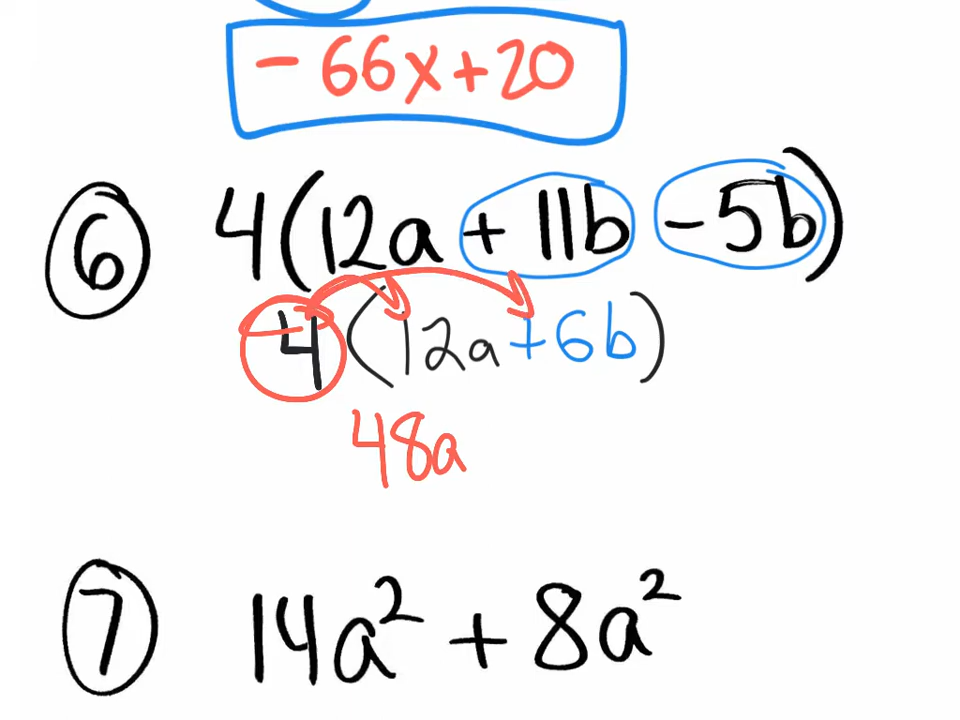 - 66x+20
6 4(12a + 11b - 5b)
4(12a+6b)
48a
7 14a² + 8a²